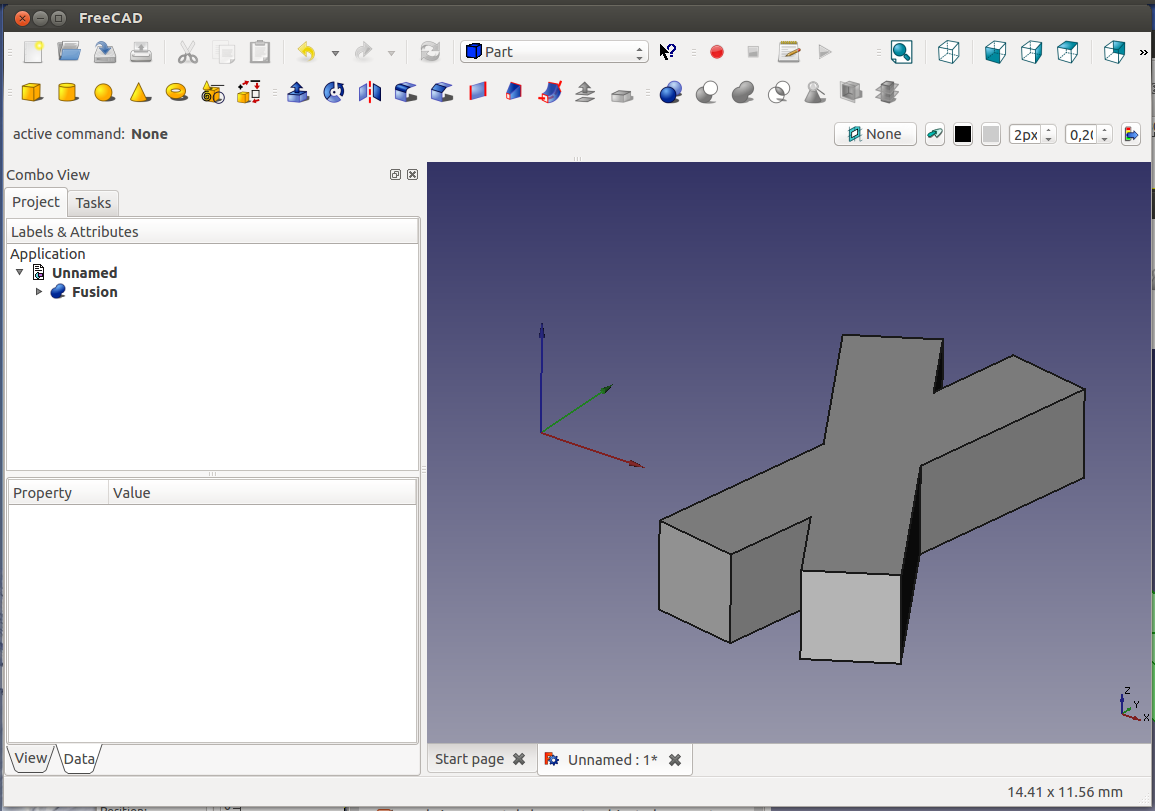 FreeCAD
Part
»
active command: None
None
2px
0,20
Combo View
Project
Tasks
Labels & Attributes
Application
Unnamed
Fusion
Property
Value
View
Data
Z
Y
X
Start page
Unnamed : 1*
14.41 x 11.56 mm